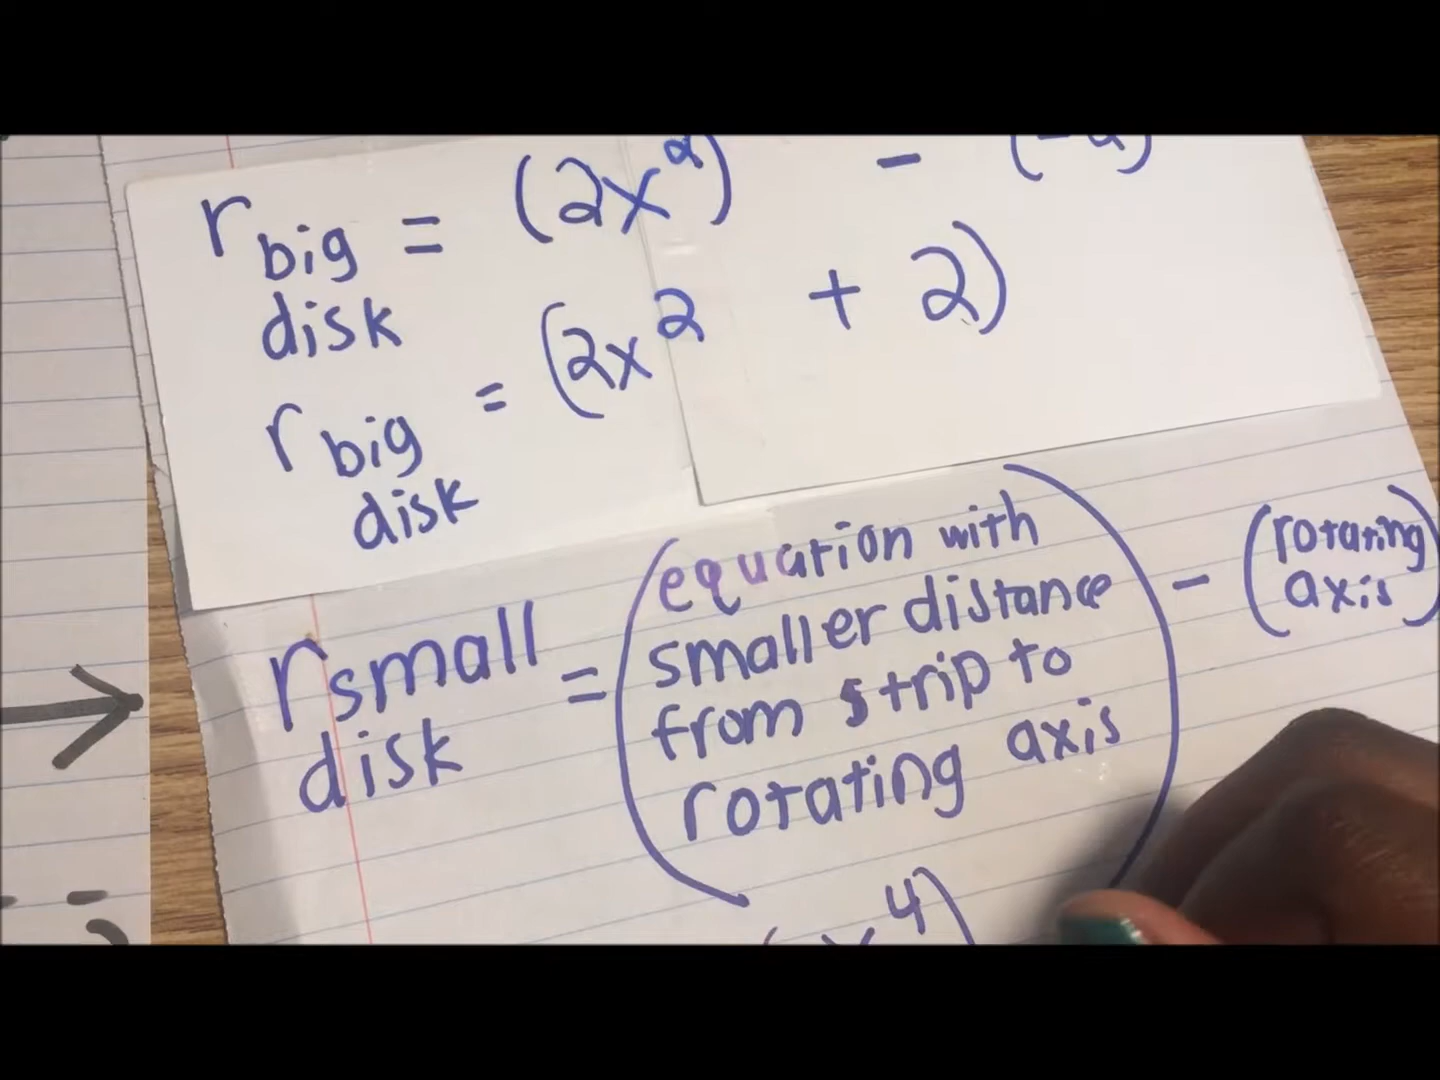 r big disk = (2x²) - (-2)
r big disk = (2x² + 2)
r small disk = (equation with smaller distance from strip to rotating axis) - (rotating axis)
x⁴)